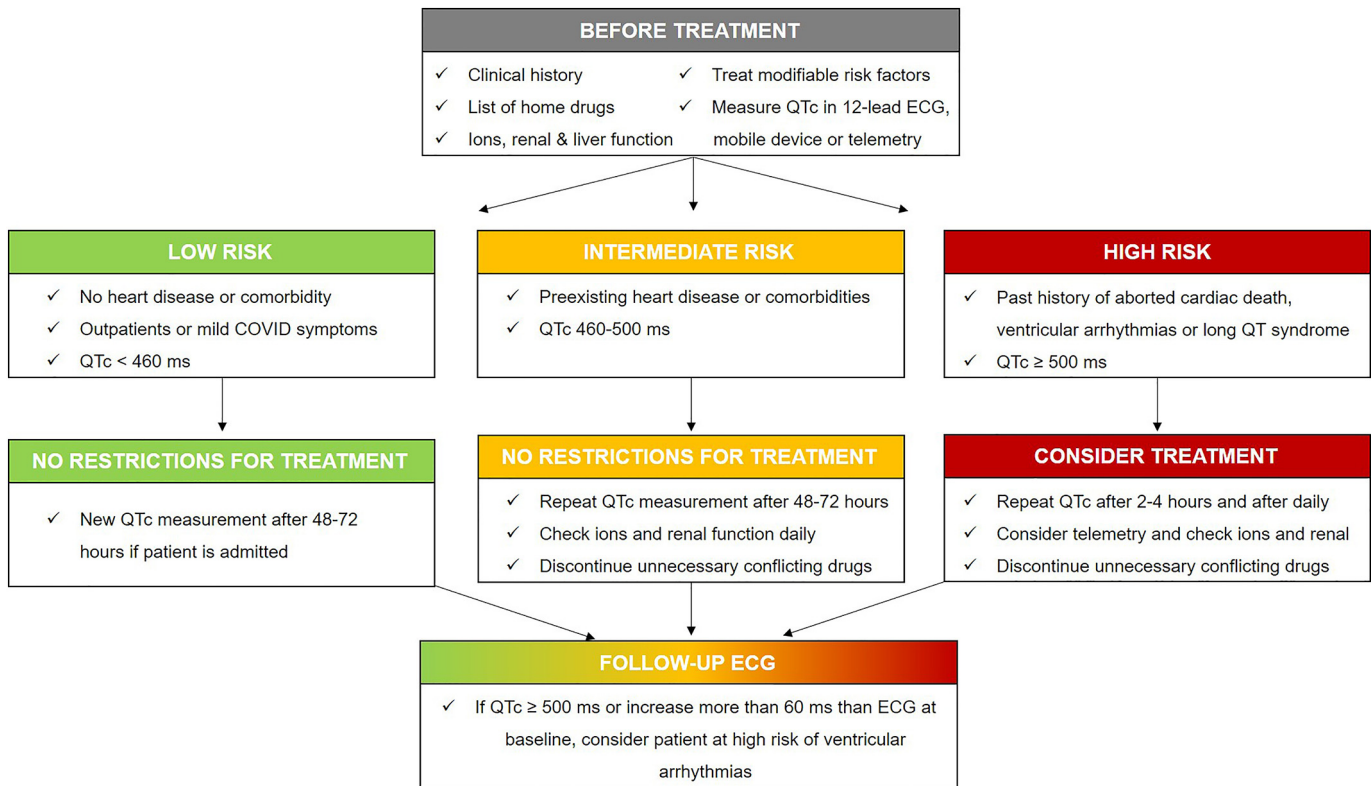 BEFORE TREATMENT
✓ Clinical history
✓ List of home drugs
✓ Ions, renal & liver function
✓ Treat modifiable risk factors
✓ Measure QTc in 12-lead ECG,
mobile device or telemetry
LOW RISK
✓ No heart disease or comorbidity
✓ Outpatients or mild COVID symptoms
✓ QTc < 460 ms
INTERMEDIATE RISK
✓ Preexisting heart disease or comorbidities
✓ QTc 460-500 ms
HIGH RISK
✓ Past history of aborted cardiac death,
ventricular arrhythmias or long QT syndrome
✓ QTc ≥ 500 ms
NO RESTRICTIONS FOR TREATMENT
✓ New QTc measurement after 48-72
hours if patient is admitted
NO RESTRICTIONS FOR TREATMENT
✓ Repeat QTc measurement after 48-72 hours
✓ Check ions and renal function daily
✓ Discontinue unnecessary conflicting drugs
CONSIDER TREATMENT
✓ Repeat QTc after 2-4 hours and after daily
✓ Consider telemetry and check ions and renal
✓ Discontinue unnecessary conflicting drugs
FOLLOW-UP ECG
✓ If QTc ≥ 500 ms or increase more than 60 ms than ECG at
baseline, consider patient at high risk of ventricular
arrhythmias